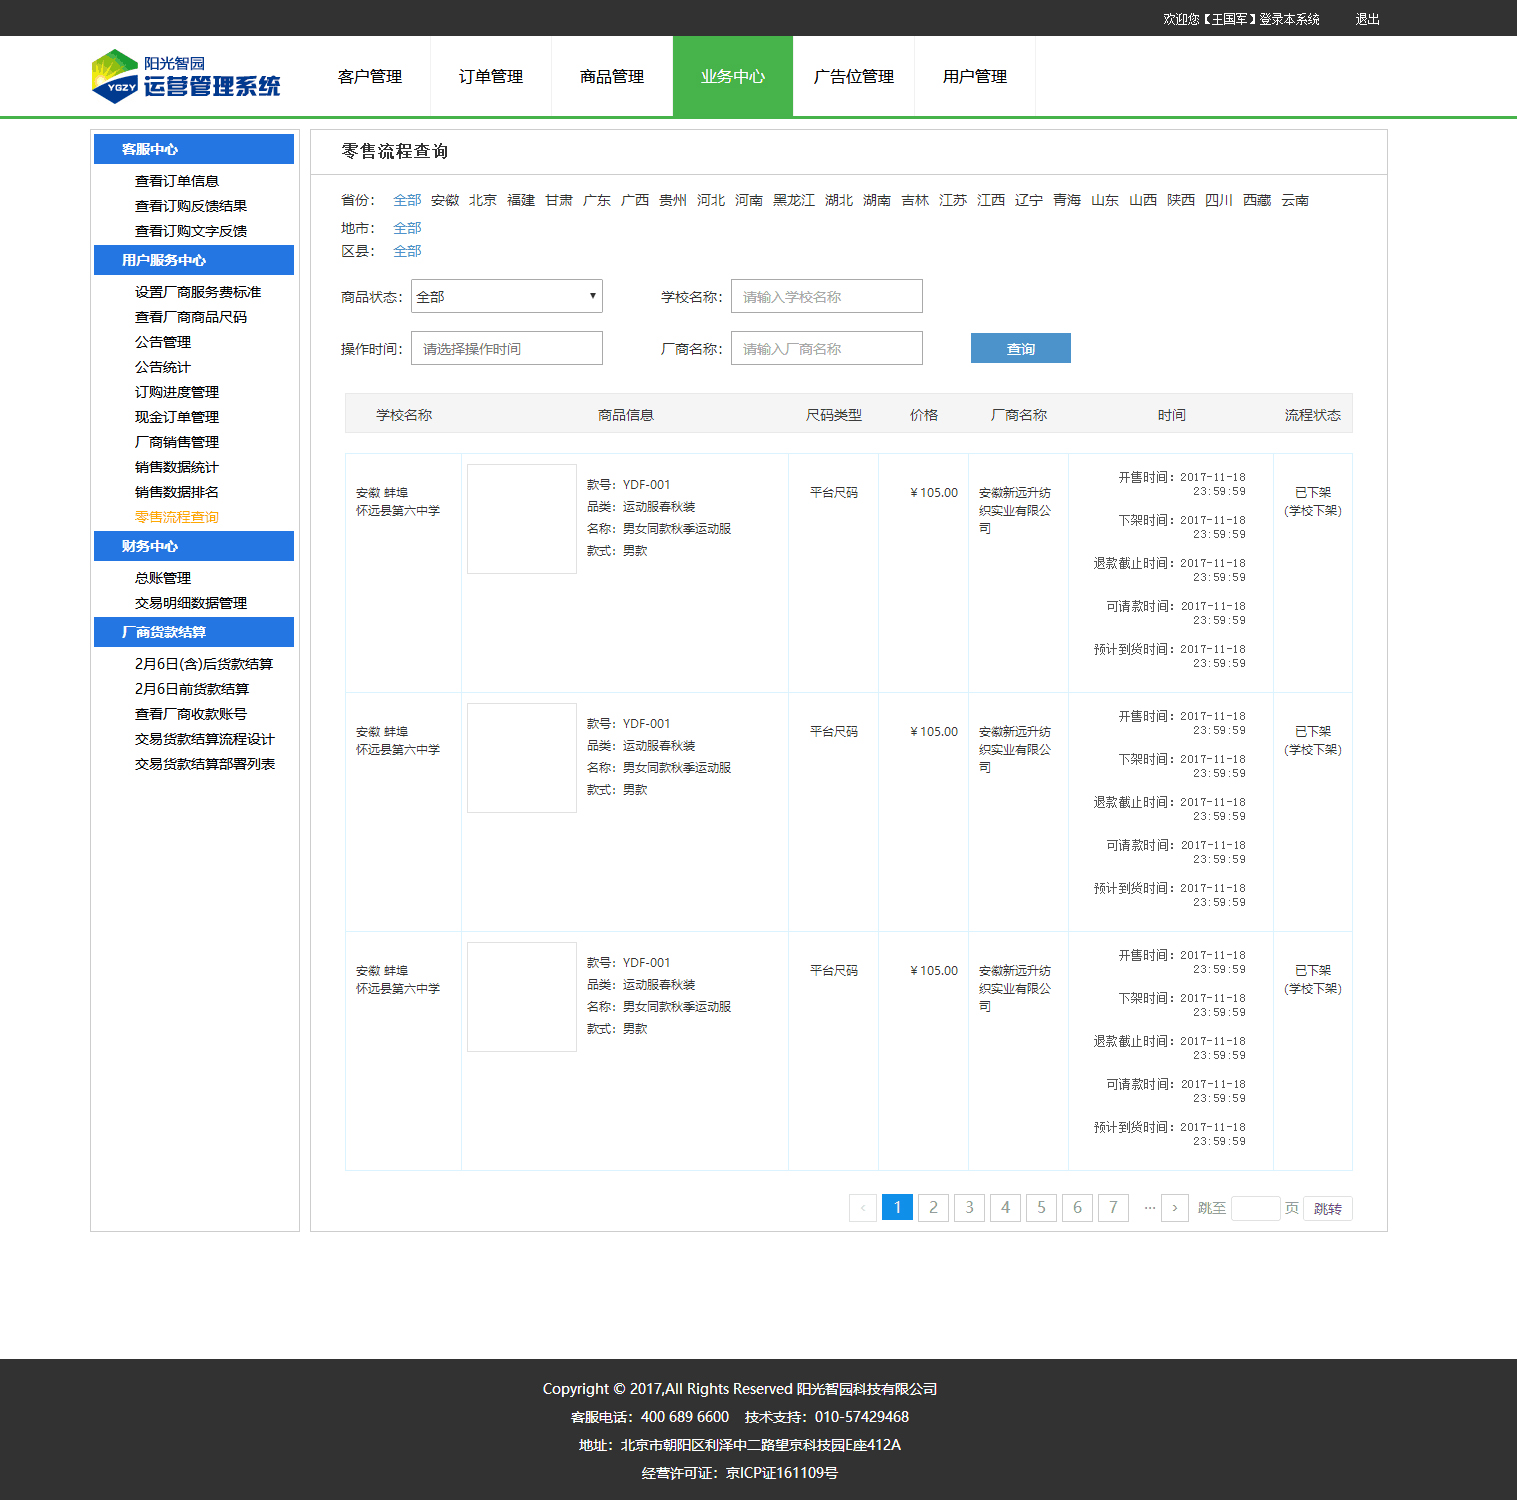 欢迎您【王国军】登录本系统 退出
YGZY
阳光智园
运营管理系统
客户管理 订单管理 商品管理 业务中心 广告位管理 用户管理
客服中心
查看订单信息
查看订购反馈结果
查看订购文字反馈
用户服务中心
设置厂商服务费标准
查看厂商商品尺码
公告管理
公告统计
订购进度管理
现金订单管理
厂商销售管理
销售数据统计
销售数据排名
零售流程查询
财务中心
总账管理
交易明细数据管理
厂商货款结算
2月6日(含)后货款结算
2月6日前货款结算
查看厂商收款账号
交易货款结算流程设计
交易货款结算部署列表
零售流程查询
省份： 全部 安徽 北京 福建 甘肃 广东 广西 贵州 河北 河南 黑龙江 湖北 湖南 吉林 江苏 江西 辽宁 青海 山东 山西 陕西 四川 西藏 云南
地市： 全部
区县： 全部
商品状态： 全部 学校名称： 请输入学校名称
操作时间： 请选择操作时间 厂商名称： 请输入厂商名称 查询
学校名称 商品信息 尺码类型 价格 厂商名称 时间 流程状态
安徽 蚌埠
怀远县第六中学
款号：YDF-001
品类：运动服春秋装
名称：男女同款秋季运动服
款式：男款
平台尺码
￥105.00
安徽新远升纺
织实业有限公
司
开售时间：2017-11-18
23:59:59
下架时间：2017-11-18
23:59:59
退款截止时间：2017-11-18
23:59:59
可请款时间：2017-11-18
23:59:59
预计到货时间：2017-11-18
23:59:59
已下架
(学校下架)
安徽 蚌埠
怀远县第六中学
款号：YDF-001
品类：运动服春秋装
名称：男女同款秋季运动服
款式：男款
平台尺码
￥105.00
安徽新远升纺
织实业有限公
司
开售时间：2017-11-18
23:59:59
下架时间：2017-11-18
23:59:59
退款截止时间：2017-11-18
23:59:59
可请款时间：2017-11-18
23:59:59
预计到货时间：2017-11-18
23:59:59
已下架
(学校下架)
安徽 蚌埠
怀远县第六中学
款号：YDF-001
品类：运动服春秋装
名称：男女同款秋季运动服
款式：男款
平台尺码
￥105.00
安徽新远升纺
织实业有限公
司
开售时间：2017-11-18
23:59:59
下架时间：2017-11-18
23:59:59
退款截止时间：2017-11-18
23:59:59
可请款时间：2017-11-18
23:59:59
预计到货时间：2017-11-18
23:59:59
已下架
(学校下架)
‹ 1 2 3 4 5 6 7 ··· › 跳至 页 跳转
Copyright © 2017,All Rights Reserved 阳光智园科技有限公司
客服电话：400 689 6600 技术支持：010-57429468
地址：北京市朝阳区利泽中二路望京科技园E座412A
经营许可证：京ICP证161109号